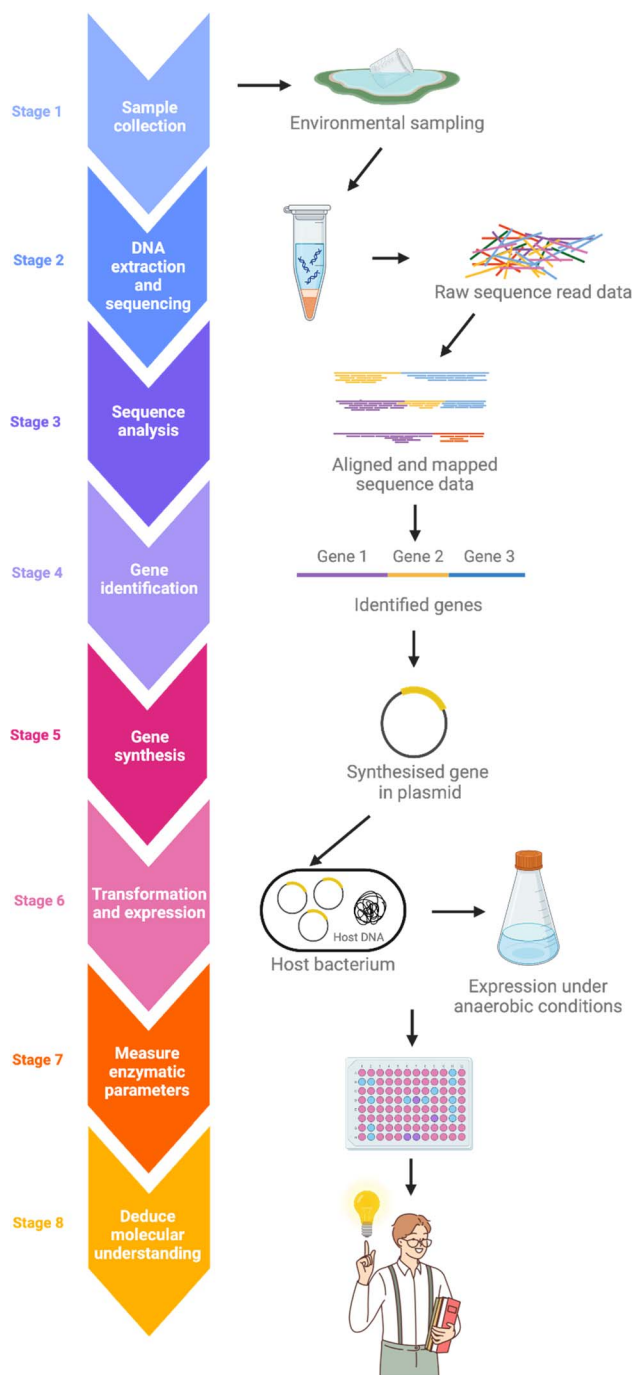 Stage 1
Sample
collection
Environmental sampling
Stage 2
DNA
extraction
and
sequencing
Raw sequence read data
Stage 3
Sequence
analysis
Aligned and mapped
sequence data
Stage 4
Gene
identification
Gene 1 Gene 2 Gene 3
Identified genes
Stage 5
Gene
synthesis
Synthesised gene
in plasmid
Stage 6
Transformation
and expression
Host DNA
Host bacterium
Expression under
anaerobic conditions
Stage 7
Measure
enzymatic
parameters
Stage 8
Deduce
molecular
understanding